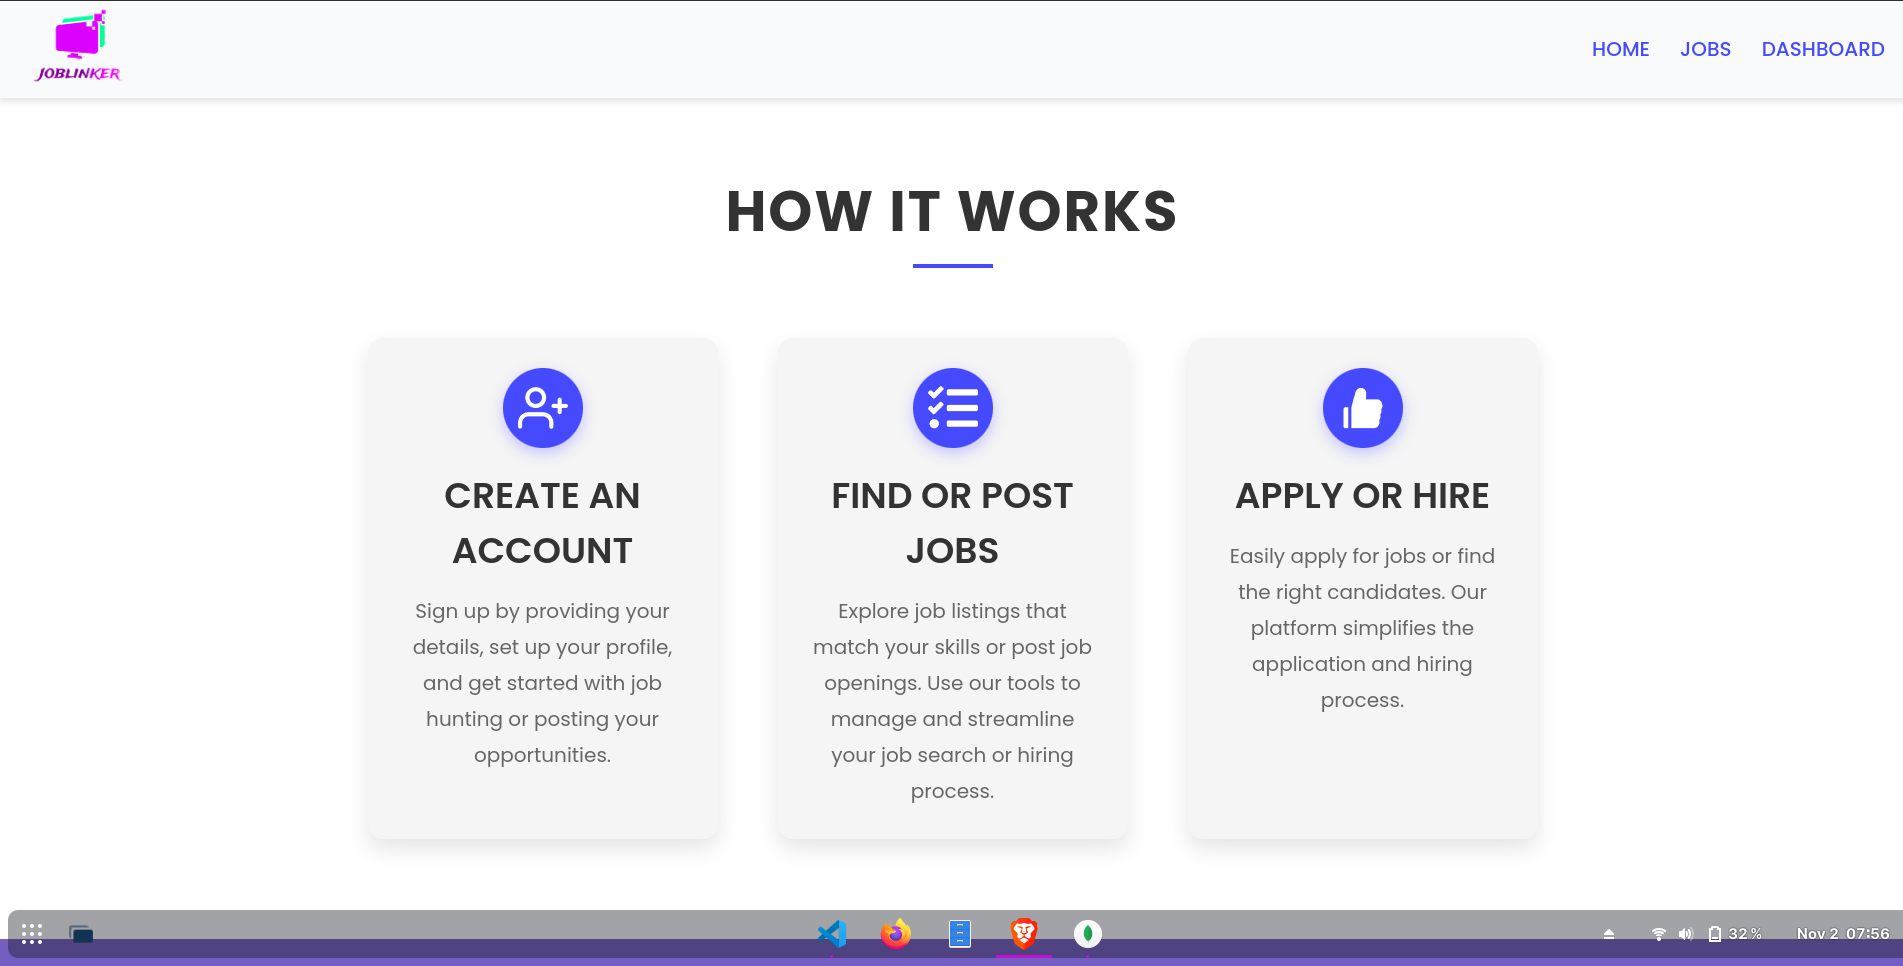 JOBLINKER
HOME JOBS DASHBOARD
HOW IT WORKS
CREATE AN
ACCOUNT
Sign up by providing your
details, set up your profile,
and get started with job
hunting or posting your
opportunities.
FIND OR POST
JOBS
Explore job listings that
match your skills or post job
openings. Use our tools to
manage and streamline
your job search or hiring
process.
APPLY OR HIRE
Easily apply for jobs or find
the right candidates. Our
platform simplifies the
application and hiring
process.
32 % Nov 2 07:56